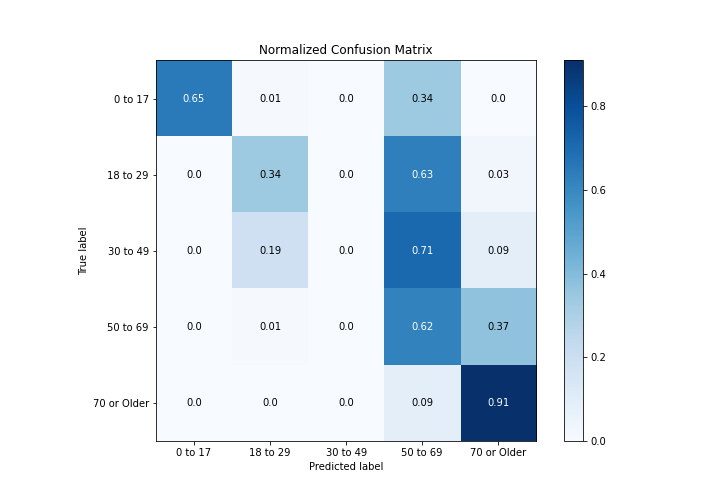 Normalized Confusion Matrix
True label
0 to 17 0.65 0.01 0.0 0.34 0.0
18 to 29 0.0 0.34 0.0 0.63 0.03
30 to 49 0.0 0.19 0.0 0.71 0.09
50 to 69 0.0 0.01 0.0 0.62 0.37
70 or Older 0.0 0.0 0.0 0.09 0.91
0 to 17 18 to 29 30 to 49 50 to 69 70 or Older
Predicted label
0.8
0.6
0.4
0.2
0.0